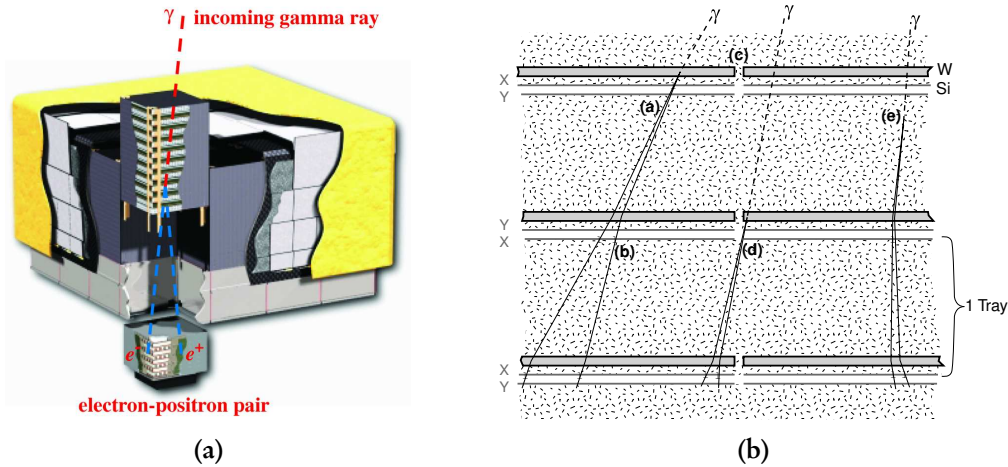 γ incoming gamma ray
e⁻ e⁺
electron-positron pair
(a)
γ γ γ
(c)
W
X
Si
Y
(a)
(e)
Y
X
(b) (d)
1 Tray
X
Y
(b)